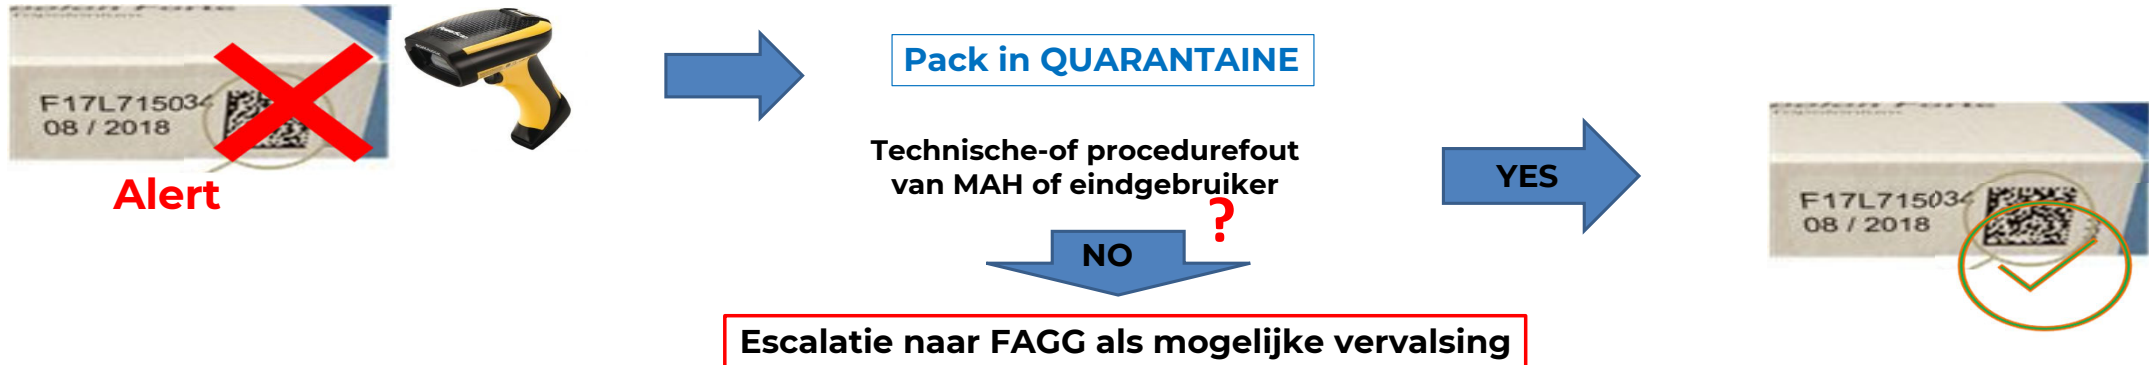 F17L715034
08 / 2018
Alert
Pack in QUARANTAINE
Technische-of procedurefout
van MAH of eindgebruiker
?
NO
YES
Escalatie naar FAGG als mogelijke vervalsing
F17L715034
08 / 2018